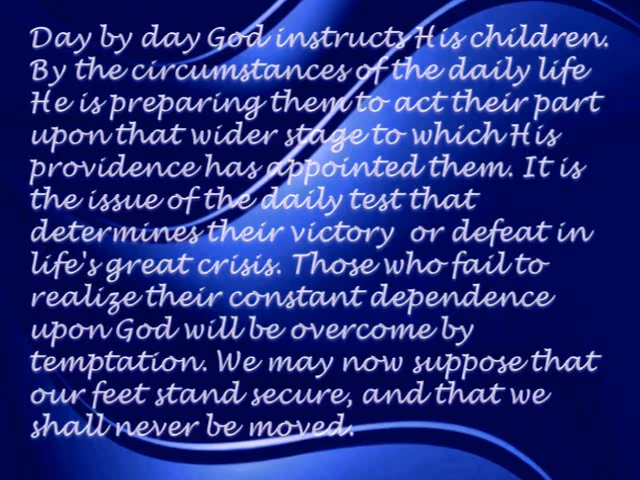 Day by day God instructs His children.
By the circumstances of the daily life
He is preparing them to act their part
upon that wider stage to which His
providence has appointed them. It is
the issue of the daily test that
determines their victory  or defeat in
life's great crisis. Those who fail to
realize their constant dependence
upon God will be overcome by
temptation. We may now suppose that
our feet stand secure, and that we
shall never be moved.